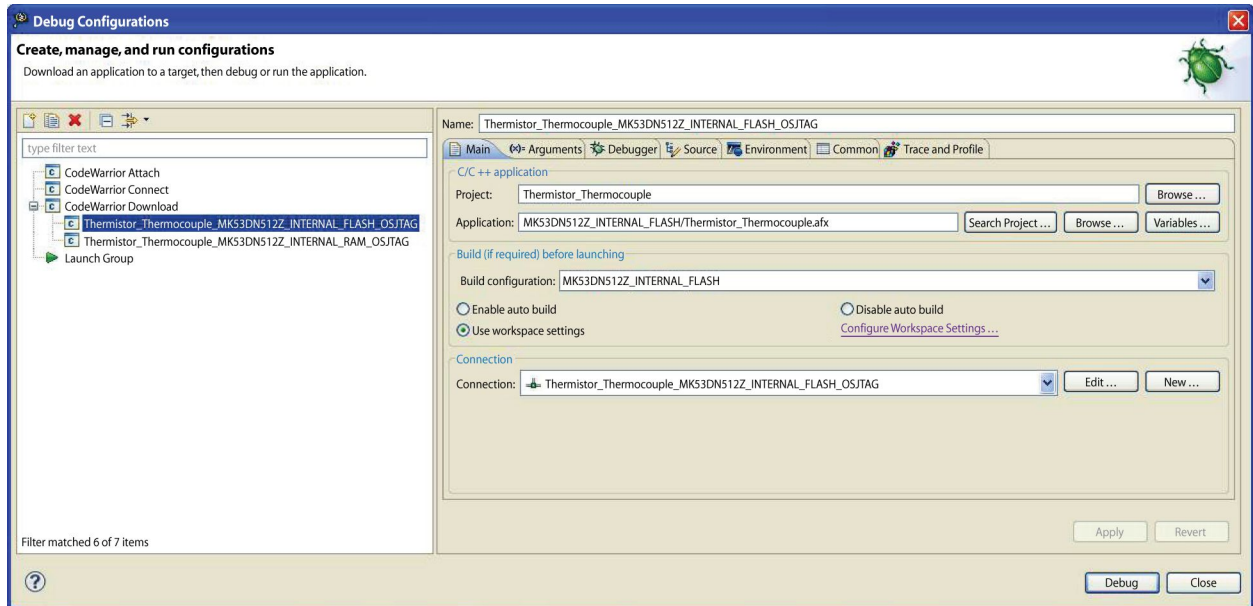 Debug Configurations
Create, manage, and run configurations
Download an application to a target, then debug or run the application.
type filter text
CodeWarrior Attach
CodeWarrior Connect
CodeWarrior Download
Thermistor_Thermocouple_MK53DN512Z_INTERNAL_FLASH_OSJTAG
Thermistor_Thermocouple_MK53DN512Z_INTERNAL_RAM_OSJTAG
Launch Group
Filter matched 6 of 7 items
Name: Thermistor_Thermocouple_MK53DN512Z_INTERNAL_FLASH_OSJTAG
Main (x)= Arguments Debugger Source Environment Common Trace and Profile
C/C ++ application
Project: Thermistor_Thermocouple Browse ...
Application: MK53DN512Z_INTERNAL_FLASH/Thermistor_Thermocouple.afx Search Project ... Browse ... Variables ...
Build (if required) before launching
Build configuration: MK53DN512Z_INTERNAL_FLASH
Enable auto build Disable auto build
Use workspace settings Configure Workspace Settings ...
Connection
Connection: Thermistor_Thermocouple_MK53DN512Z_INTERNAL_FLASH_OSJTAG Edit ... New ...
Apply Revert
? Debug Close